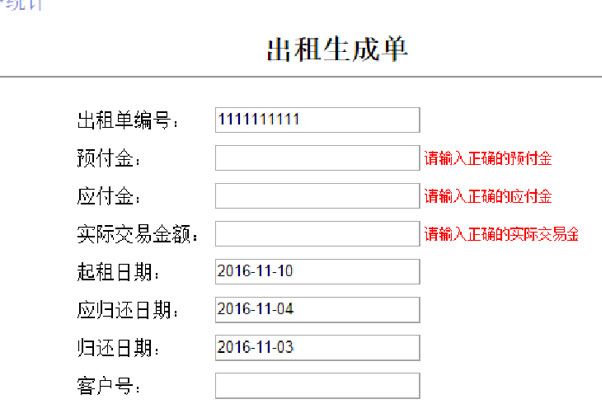 统计
出租生成单
出租单编号： 1111111111
预付金： 请输入正确的预付金
应付金： 请输入正确的应付金
实际交易金额： 请输入正确的实际交易金
起租日期： 2016-11-10
应归还日期： 2016-11-04
归还日期： 2016-11-03
客户号：